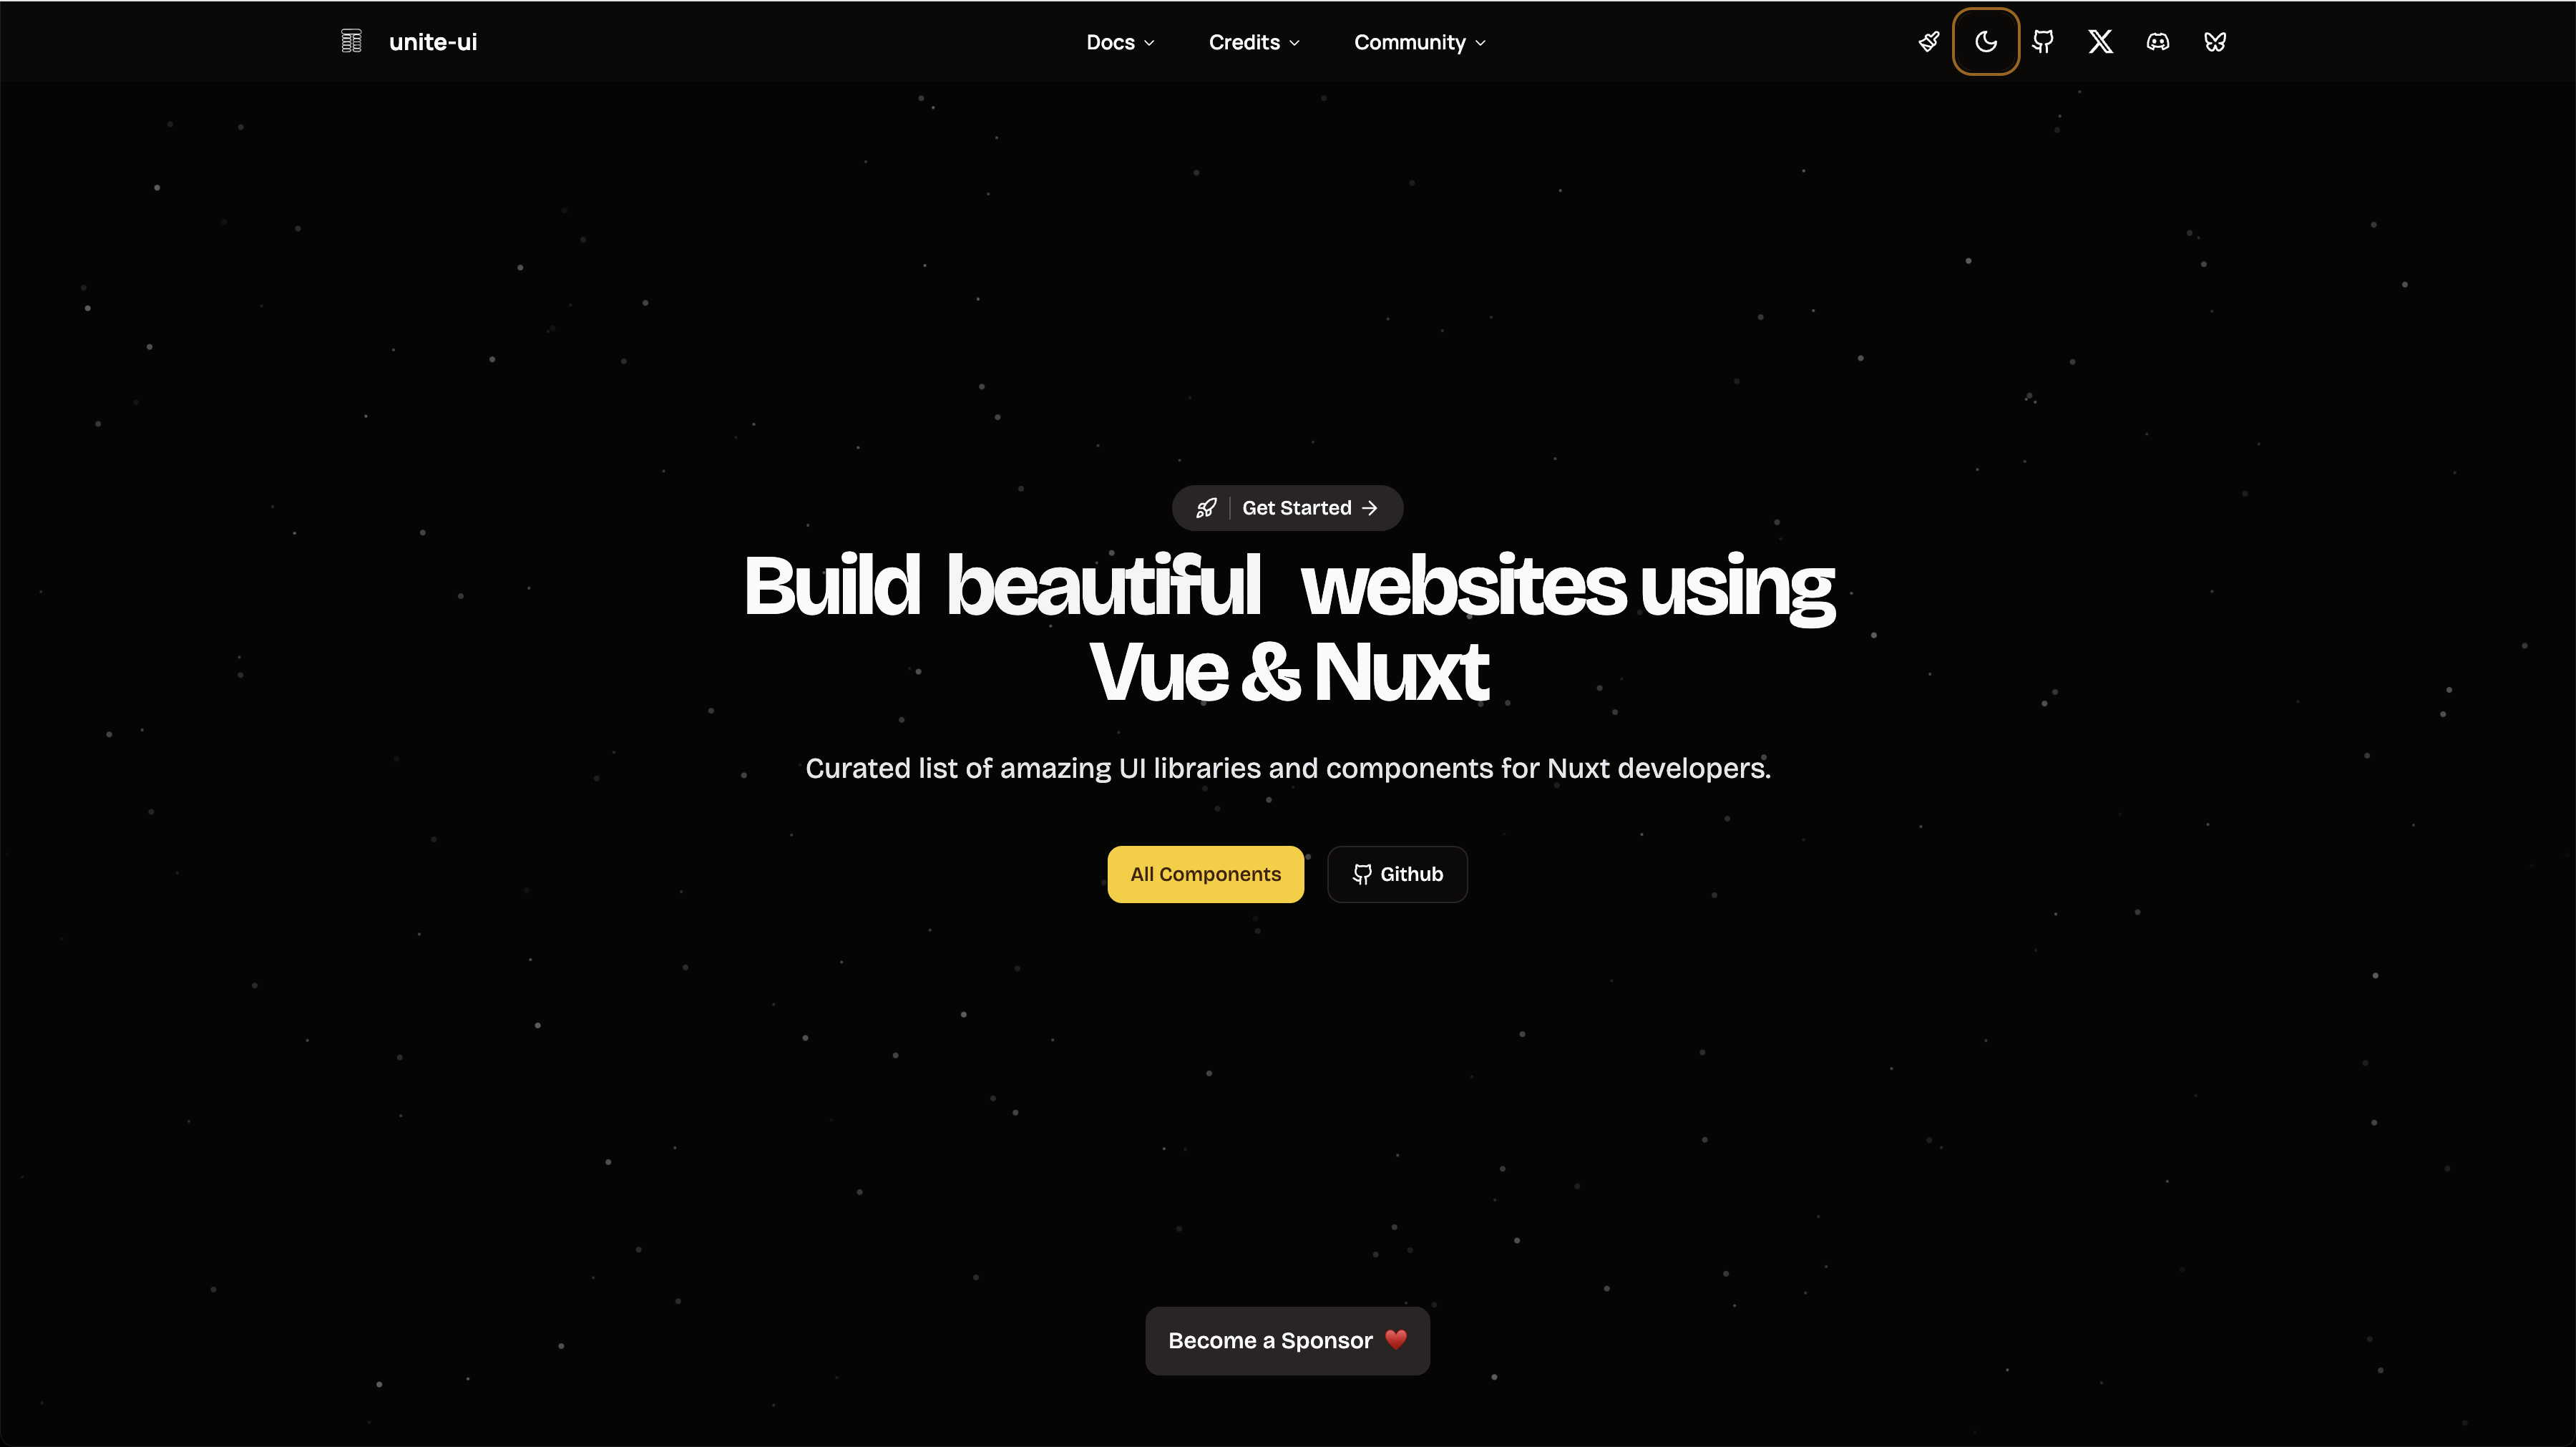 unite-ui
Docs
Credits
Community
Get Started
Build beautiful websites using
Vue & Nuxt
Curated list of amazing UI libraries and components for Nuxt developers.
All Components
Github
Become a Sponsor ♥️